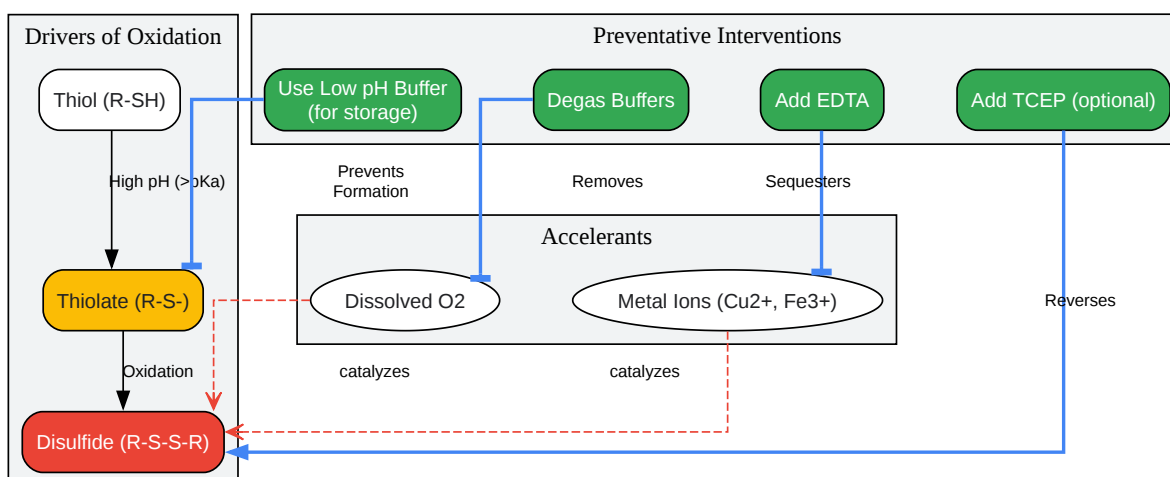 Drivers of Oxidation
Preventative Interventions
Thiol (R-SH)
Use Low pH Buffer
(for storage)
Degas Buffers
Add EDTA
Add TCEP (optional)
High pH (>pKa)
Prevents
Formation
Removes
Sequesters
Accelerants
Thiolate (R-S-)
Dissolved O2
Metal Ions (Cu2+, Fe3+)
Reverses
Oxidation
catalyzes
catalyzes
Disulfide (R-S-S-R)